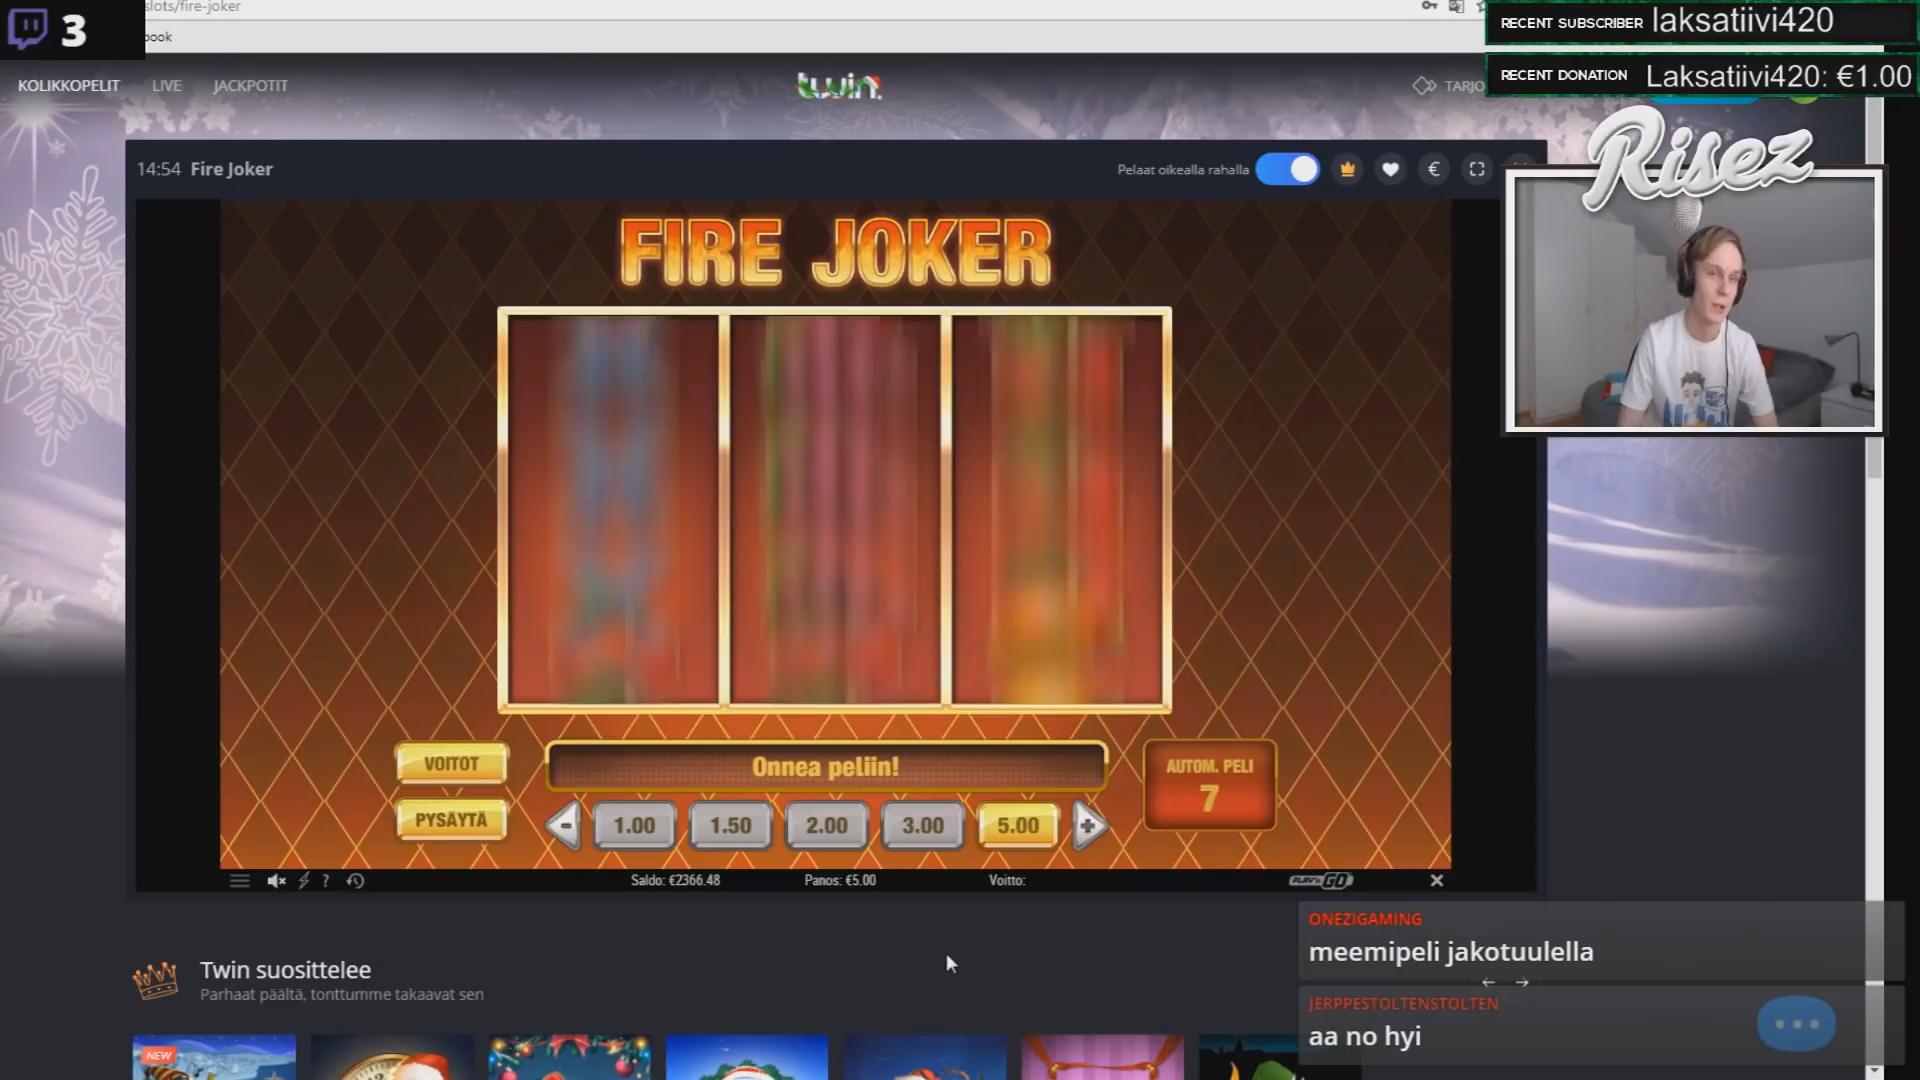 3
slots/fire-joker
RECENT SUBSCRIBER laksatiivi420
RECENT DONATION Laksatiivi420: €1.00
KOLIKKOPELIT LIVE JACKPOTIT
twin.
Risez
14:54 Fire Joker
Pelaat oikealla rahalla
€
FIRE JOKER
VOITOT
Onnea peliin!
AUTOM. PELI
7
PYSÄYTÄ
- 1.00 1.50 2.00 3.00 5.00 +
?
Saldo: €2366.48
Panos: €5.00
Voitto:
PLAY'n GO
Twin suosittelee
Parhaat päältä, tonttumme takaavat sen
NEW
ONEZIGAMING
meemipeli jakotuulella
JERPPESTOLTENSTOLTEN
aa no hyi